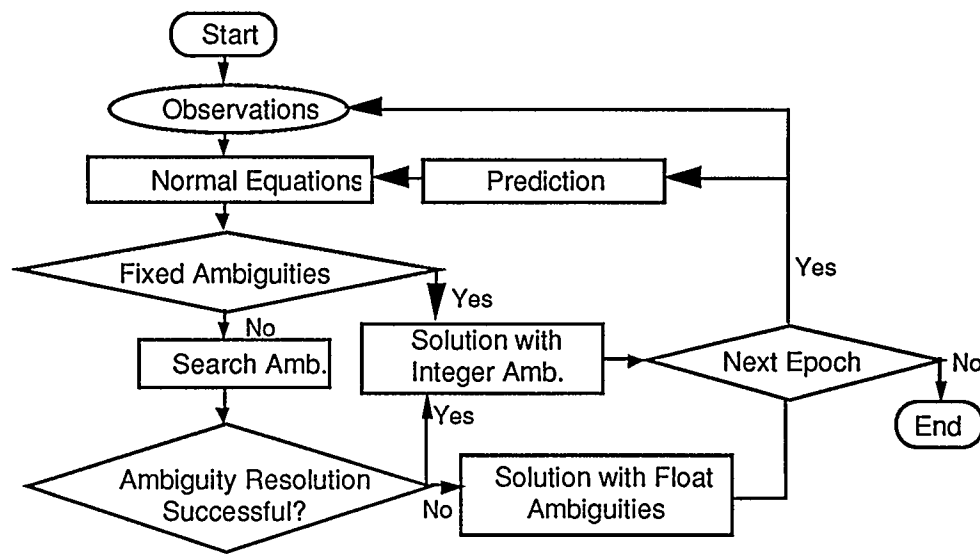 Start
Observations
Normal Equations
Prediction
Fixed Ambiguities
Yes
Yes
No
Search Amb.
Solution with
Integer Amb.
Next Epoch
No
Yes
End
Ambiguity Resolution
Successful?
No
Solution with Float
Ambiguities